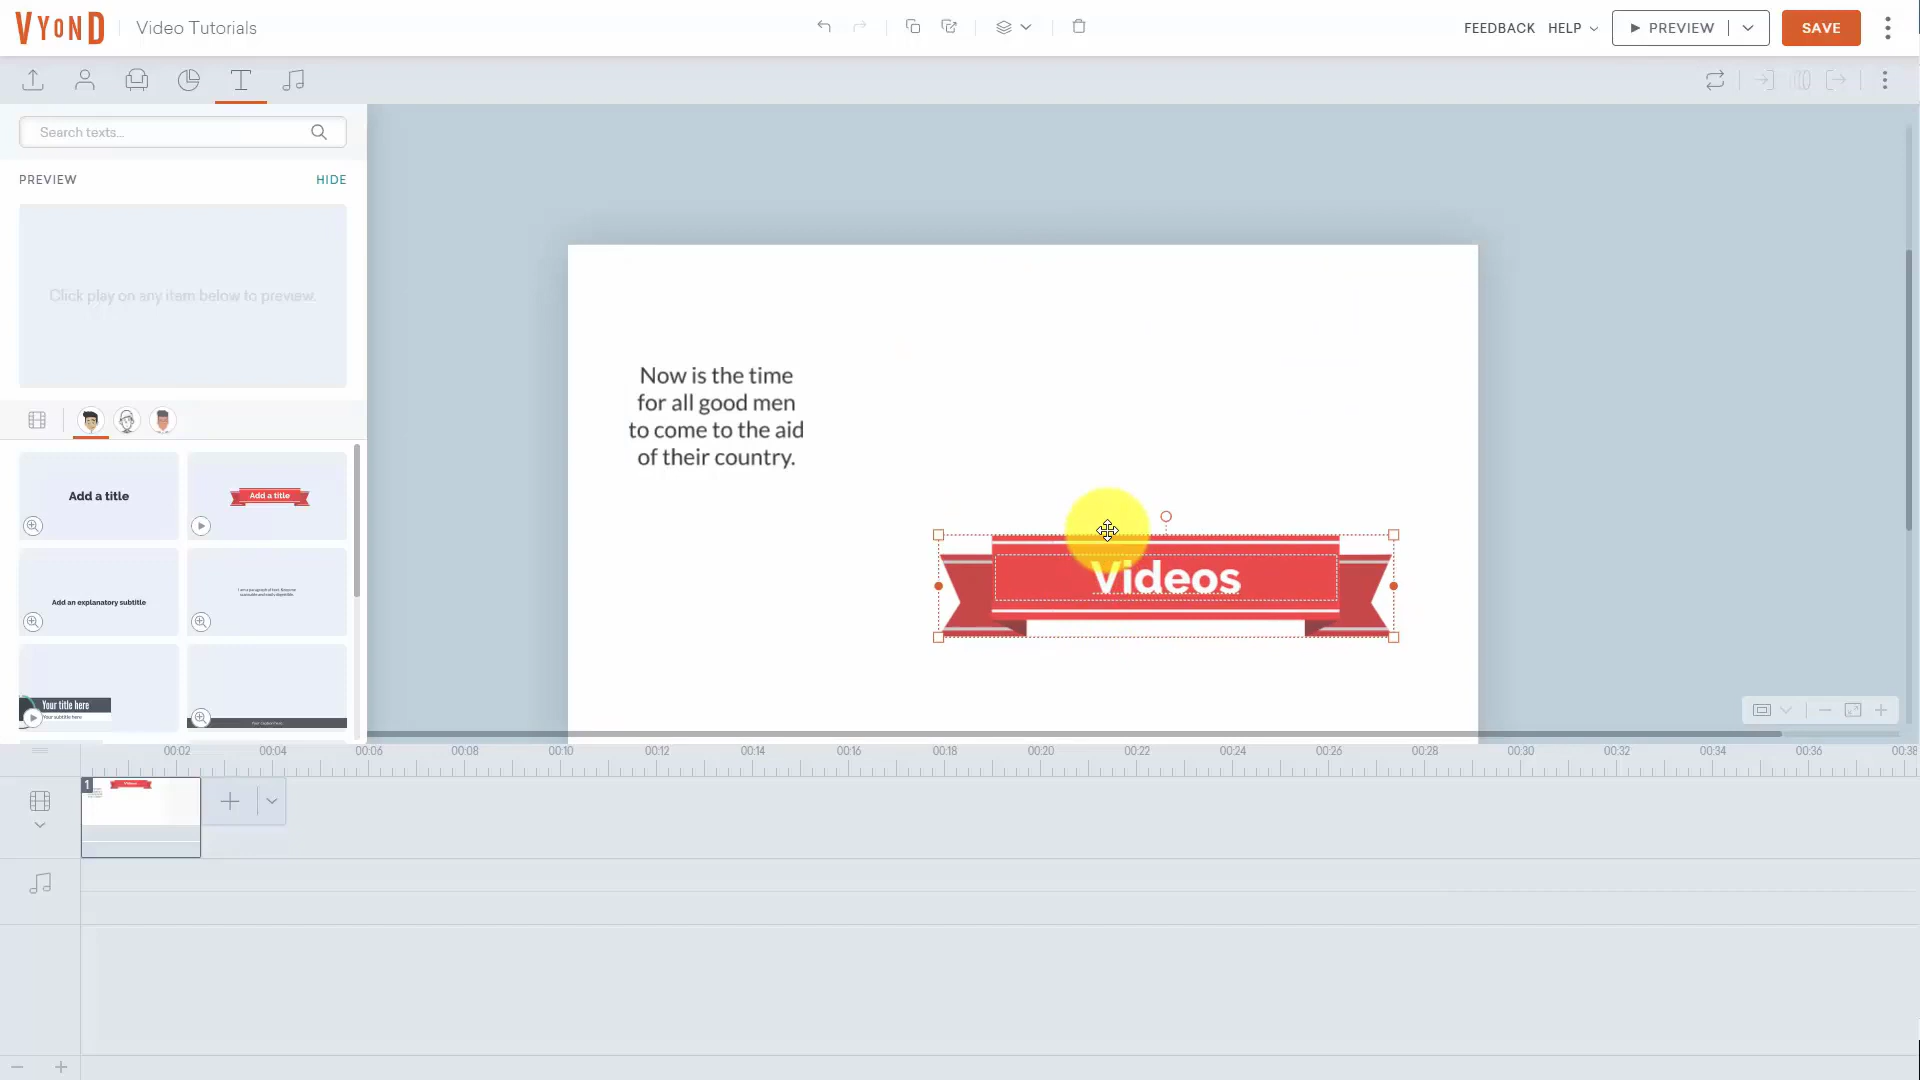 VYOND
Video Tutorials
FEEDBACK
HELP
PREVIEW
SAVE
Search texts...
PREVIEW
HIDE
Click play on any item below to preview.
Add a title
Add a title
Add an explanatory subtitle
Your title here
Your subtitle here
Now is the time
for all good men
to come to the aid
of their country.
Videos
00:02
00:04
00:06
00:08
00:10
00:12
00:14
00:16
00:18
00:20
00:22
00:24
00:26
00:28
00:30
00:32
00:34
00:36
00:38
1